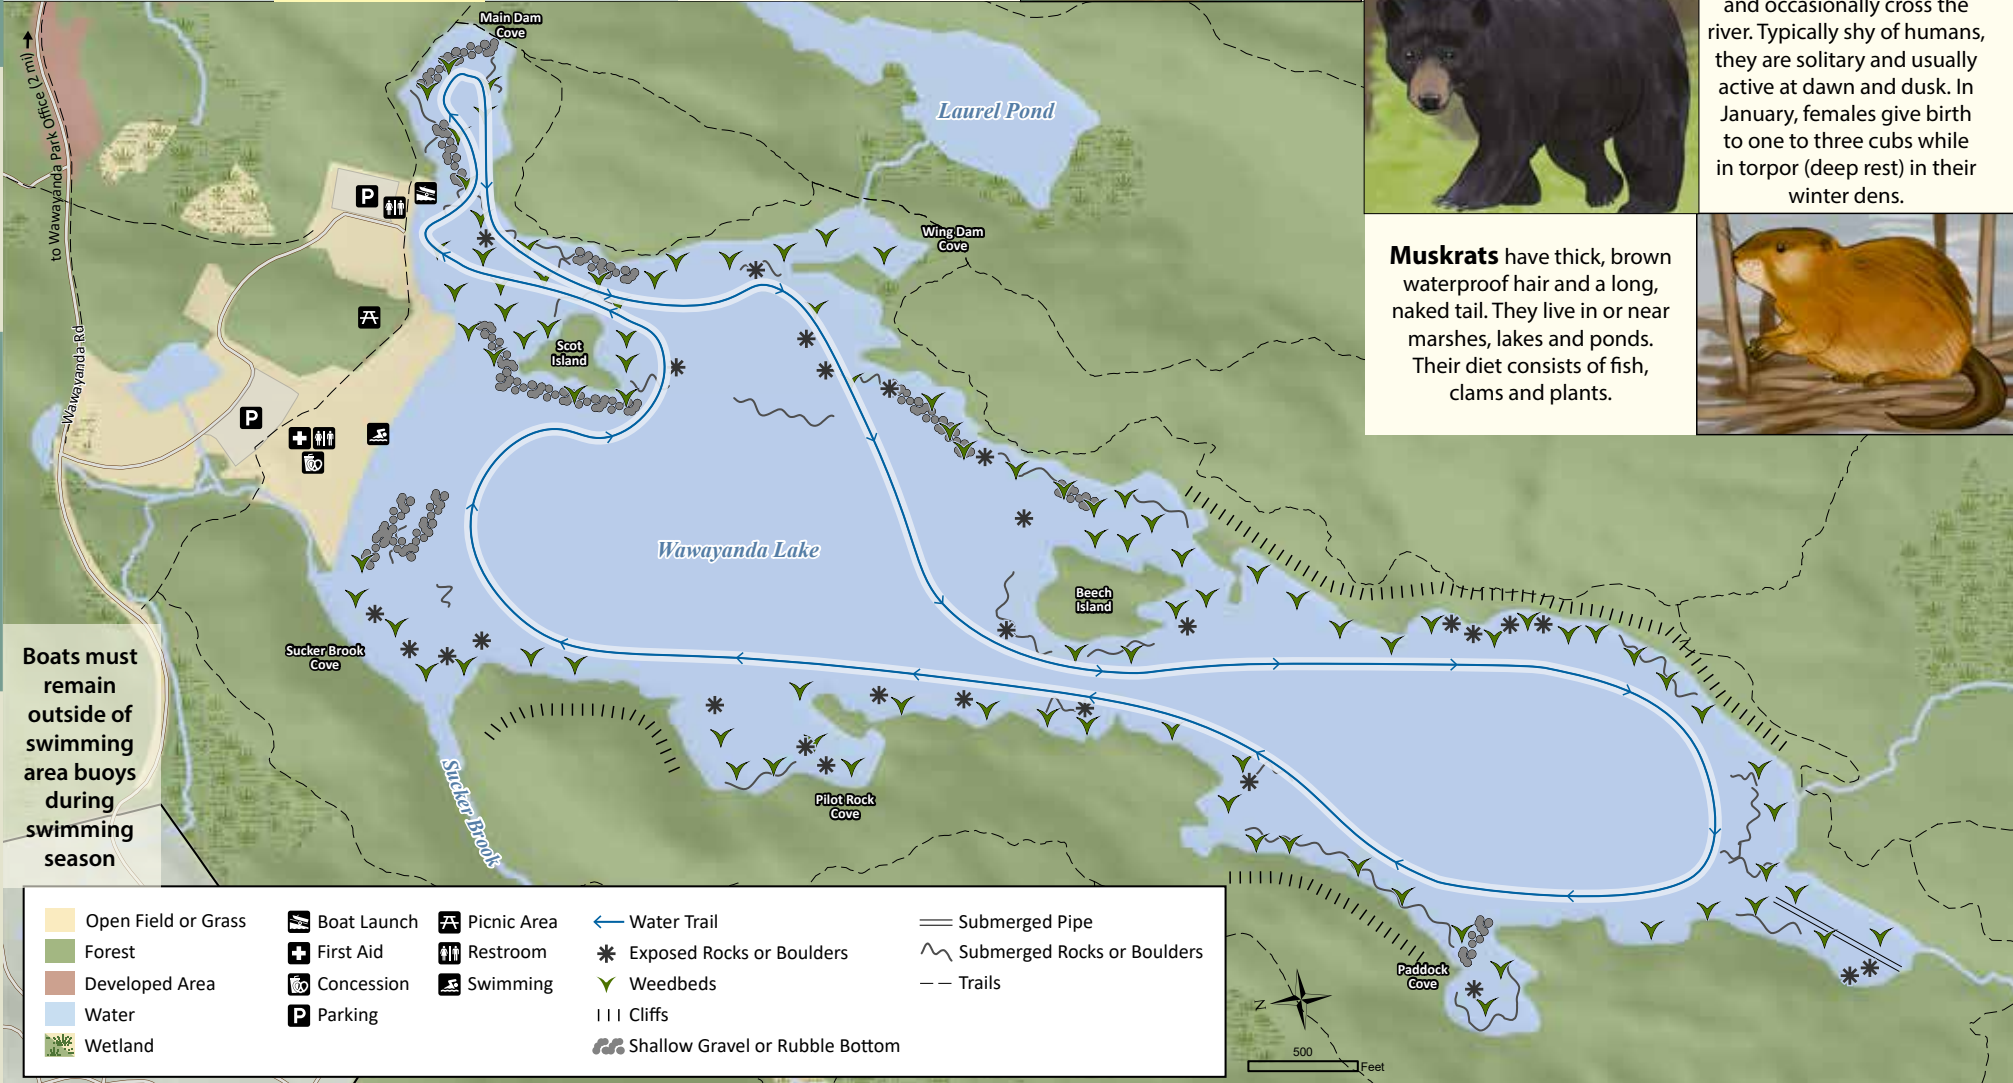 and occasionally cross the
river. Typically shy of humans,
they are solitary and usually
active at dawn and dusk. In
January, females give birth
to one to three cubs while
in torpor (deep rest) in their
winter dens.
Muskrats have thick, brown
waterproof hair and a long,
naked tail. They live in or near
marshes, lakes and ponds.
Their diet consists of fish,
clams and plants.
Main Dam
Cove
Laurel Pond
to Wawayanda Park Office (2 mi)
P
Wing Dam
Cove
Scot
Island
Wawayanda Rd
P
Wawayanda Lake
Beech
Island
Sucker Brook
Cove
Boats must
remain
outside of
swimming
area buoys
during
swimming
season
Sucker Brook
Pilot Rock
Cove
Paddock
Cove
Open Field or Grass
Forest
Developed Area
Water
Wetland
Boat Launch
First Aid
Concession
P Parking
Picnic Area
Restroom
Swimming
Water Trail
Exposed Rocks or Boulders
Weedbeds
Cliffs
Shallow Gravel or Rubble Bottom
Submerged Pipe
Submerged Rocks or Boulders
Trails
N
500
Feet